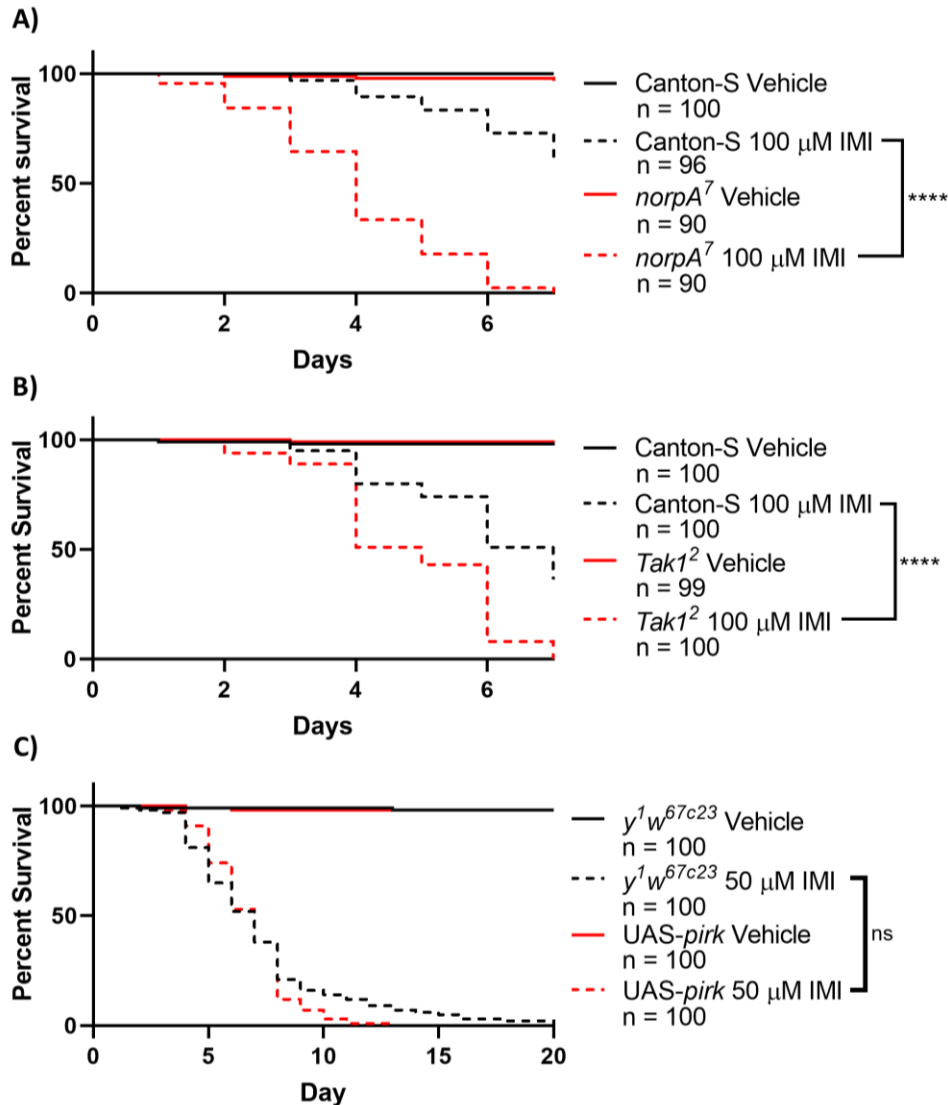 A)
Percent survival
100
50
0
0 2 4 6
Days
Canton-S Vehicle
n = 100
Canton-S 100 μM IMI
n = 96
norpA⁷ Vehicle
n = 90
norpA⁷ 100 μM IMI
n = 90
****
B)
Percent Survival
100
50
0
0 2 4 6
Days
Canton-S Vehicle
n = 100
Canton-S 100 μM IMI
n = 100
Tak1² Vehicle
n = 99
Tak1² 100 μM IMI
n = 100
****
C)
Percent Survival
100
50
0
0 5 10 15 20
Day
y¹w⁶⁷ᶜ²³ Vehicle
n = 100
y¹w⁶⁷ᶜ²³ 50 μM IMI
n = 100
UAS-pirk Vehicle
n = 100
UAS-pirk 50 μM IMI
n = 100
ns